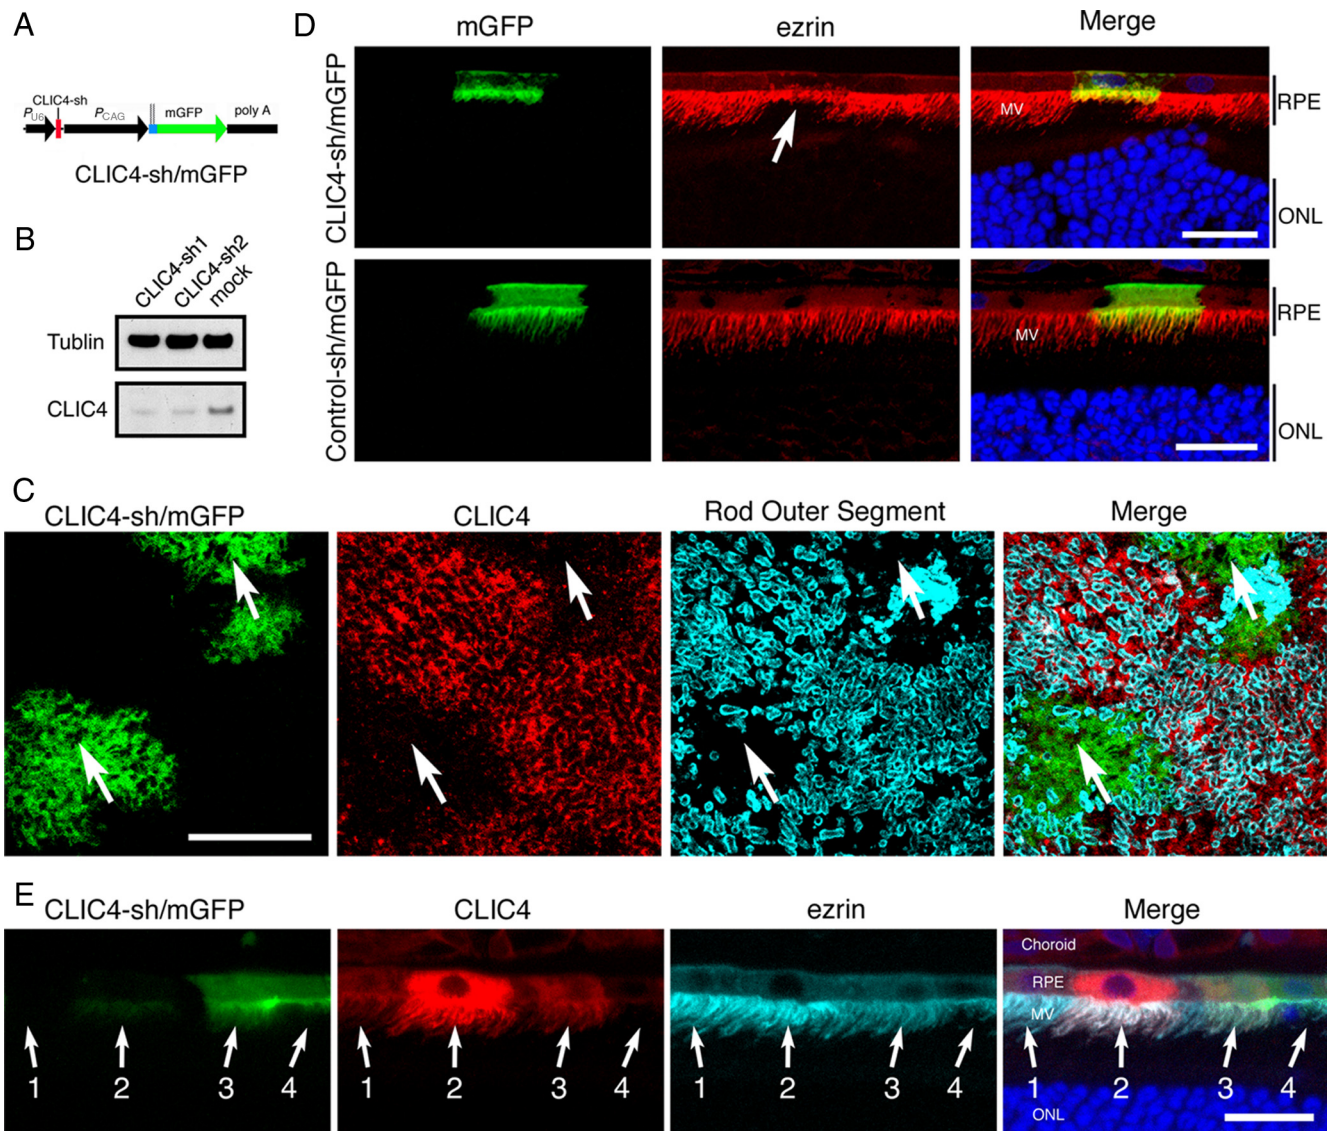 A
CLIC4-sh
PU6
PCAG
mGFP
poly A
CLIC4-sh/mGFP
B
CLIC4-sh1
CLIC4-sh2
mock
Tublin
CLIC4
D
mGFP
ezrin
Merge
CLIC4-sh/mGFP
MV
RPE
ONL
Control-sh/mGFP
MV
RPE
ONL
C
CLIC4-sh/mGFP
CLIC4
Rod Outer Segment
Merge
E
CLIC4-sh/mGFP
CLIC4
ezrin
Merge
1
2
3
4
1
2
3
4
1
2
3
4
Choroid
RPE
MV
1
2
3
4
ONL